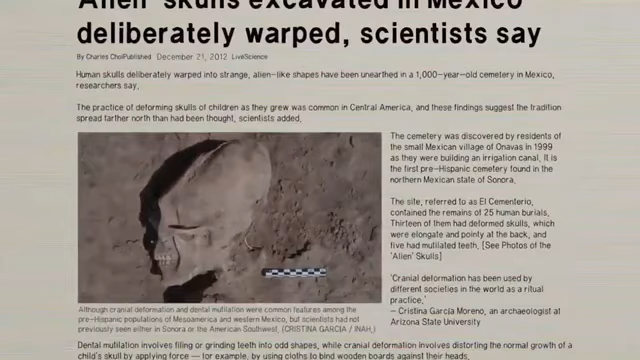 'Alien' skulls excavated in Mexico
deliberately warped, scientists say
By Charles ChoiPublished December 21, 2012 LiveScience
Human skulls deliberately warped into strange, alien-like shapes have been unearthed in a 1,000-year-old cemetery in Mexico,
researchers say.
The practice of deforming skulls of children as they grew was common in Central America, and these findings suggest the tradition
spread farther north than had been thought, scientists added.
The cemetery was discovered by residents of
the small Mexican village of Onavas in 1999
as they were building an irrigation canal. It is
the first pre-Hispanic cemetery found in the
northern Mexican state of Sonora.
The site, referred to as El Cementerio,
contained the remains of 25 human burials.
Thirteen of them had deformed skulls, which
were elongate and pointy at the back, and
five had mutilated teeth. [See Photos of the
'Alien' Skulls]
'Cranial deformation has been used by
different societies in the world as a ritual
practice,'
— Cristina Garcia Moreno, an archaeologist at
Arizona State University
Although cranial deformation and dental mutilation were common features among the
pre-Hispanic populations of Mesoamerica and western Mexico, but scientists had not
previously seen either in Sonora or the American Southwest. (CRISTINA GARCIA / INAH.)
Dental mutilation involves filing or grinding teeth into odd shapes, while cranial deformation involves distorting the normal growth of a
child's skull by applying force — for example, by using cloths to bind wooden boards against their heads.